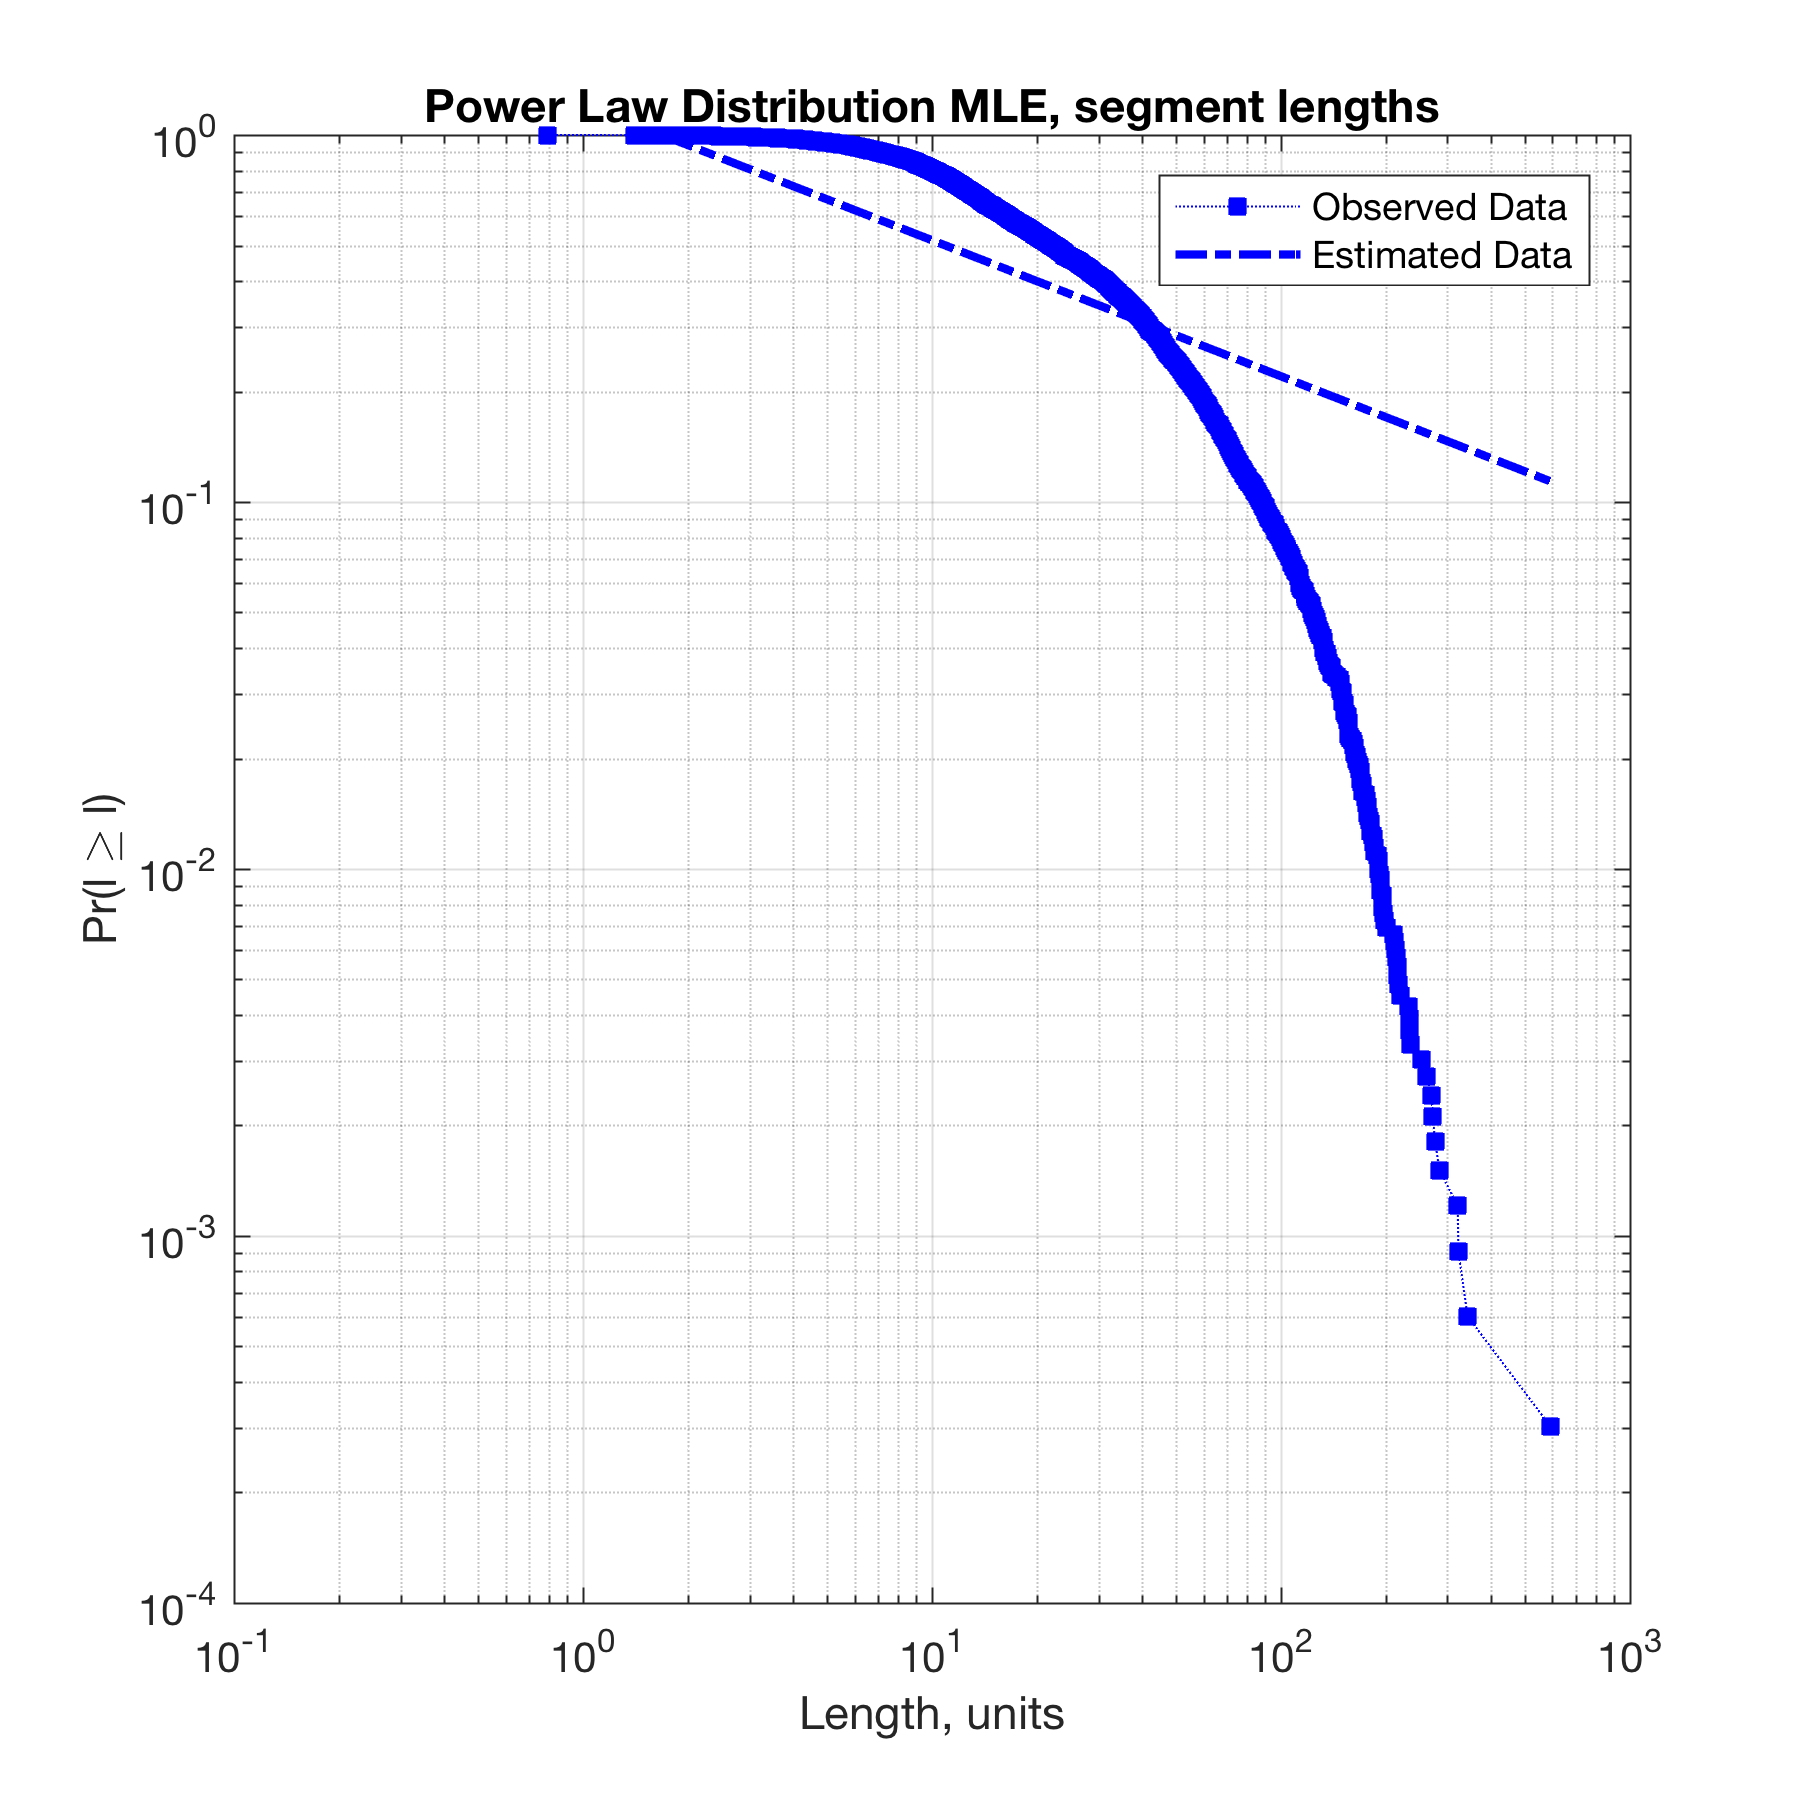 Power Law Distribution MLE, segment lengths
Observed Data
Estimated Data
10^0
10^-1
10^-2
10^-3
10^-4
Pr(l ≥ l)
10^-1 10^0 10^1 10^2 10^3
Length, units